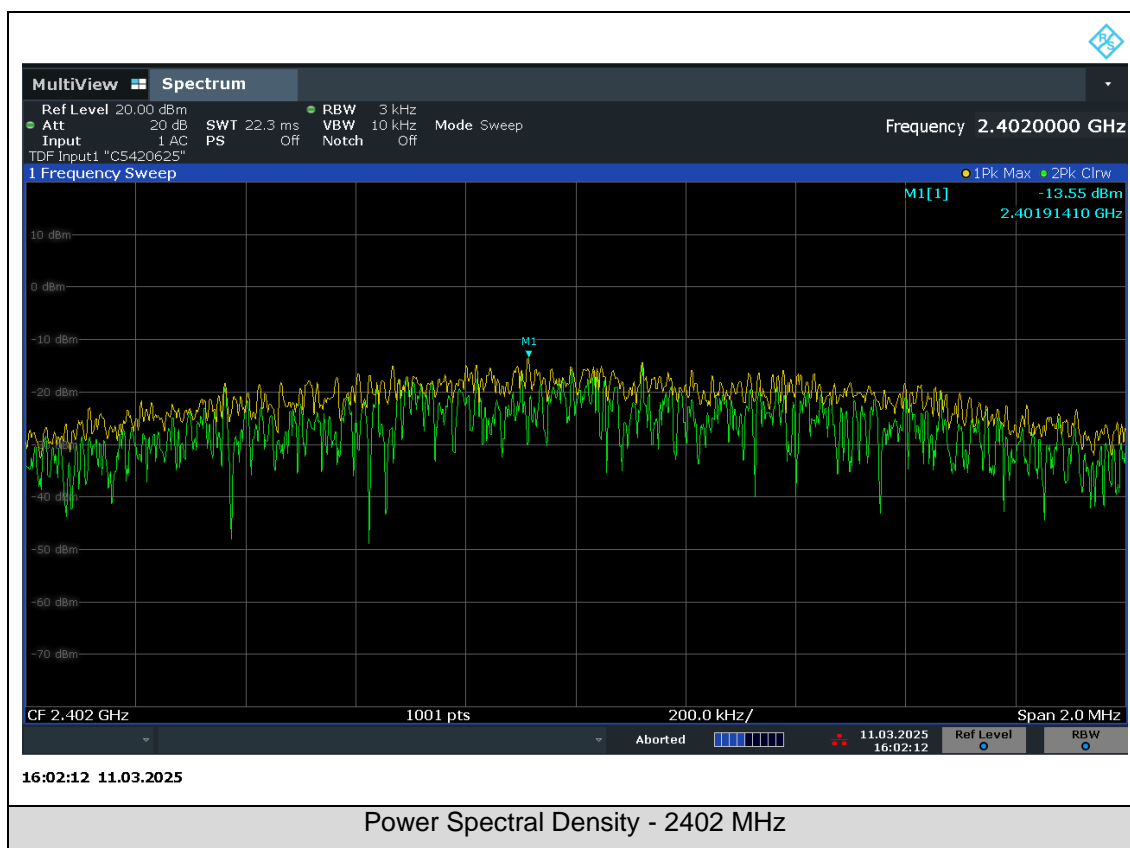 R&S
MultiView Spectrum
Ref Level 20.00 dBm RBW 3 kHz
Att 20 dB SWT 22.3 ms VBW 10 kHz Mode Sweep Frequency 2.4020000 GHz
Input 1 AC PS Off Notch Off
TDF Input1 "C5420625"
1 Frequency Sweep 1Pk Max 2Pk Clrw
M1[1] -13.55 dBm
2.40191410 GHz
10 dBm
0 dBm
-10 dBm
M1
-20 dBm
-40 dBm
-50 dBm
-60 dBm
-70 dBm
CF 2.402 GHz 1001 pts 200.0 kHz/ Span 2.0 MHz
Aborted 11.03.2025 Ref Level RBW
16:02:12
16:02:12 11.03.2025
Power Spectral Density - 2402 MHz